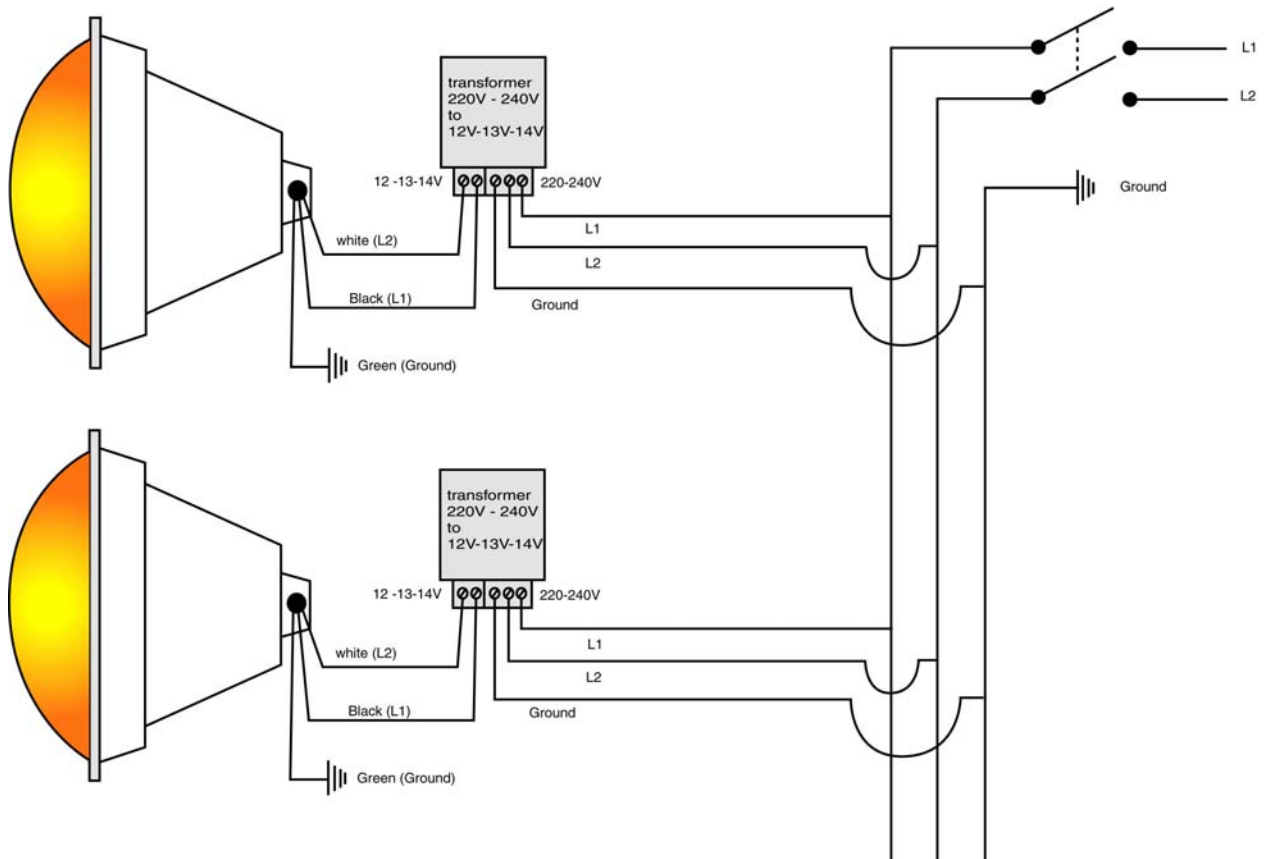 L1
L2
transformer
220V - 240V
to
12V-13V-14V
12 -13-14V
220-240V
Ground
L1
white (L2)
L2
Black (L1)
Ground
Green (Ground)
transformer
220V - 240V
to
12V-13V-14V
12 -13-14V
220-240V
L1
white (L2)
L2
Black (L1)
Ground
Green (Ground)